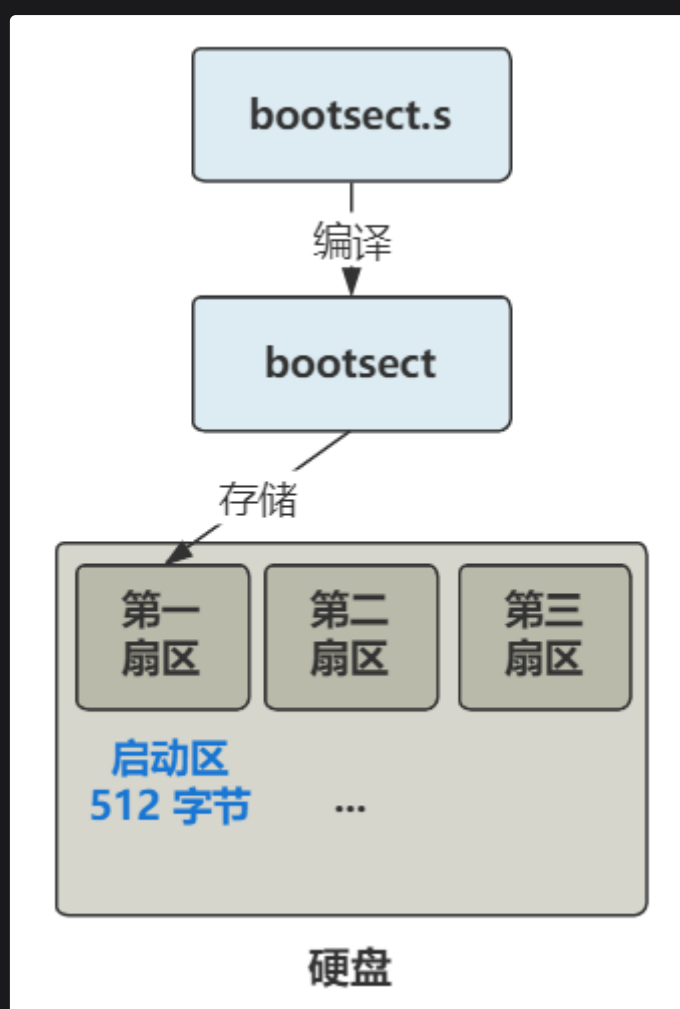 bootsect.s
编译
bootsect
存储
第一
扇区
第二
扇区
第三
扇区
启动区
512 字节
...
硬盘